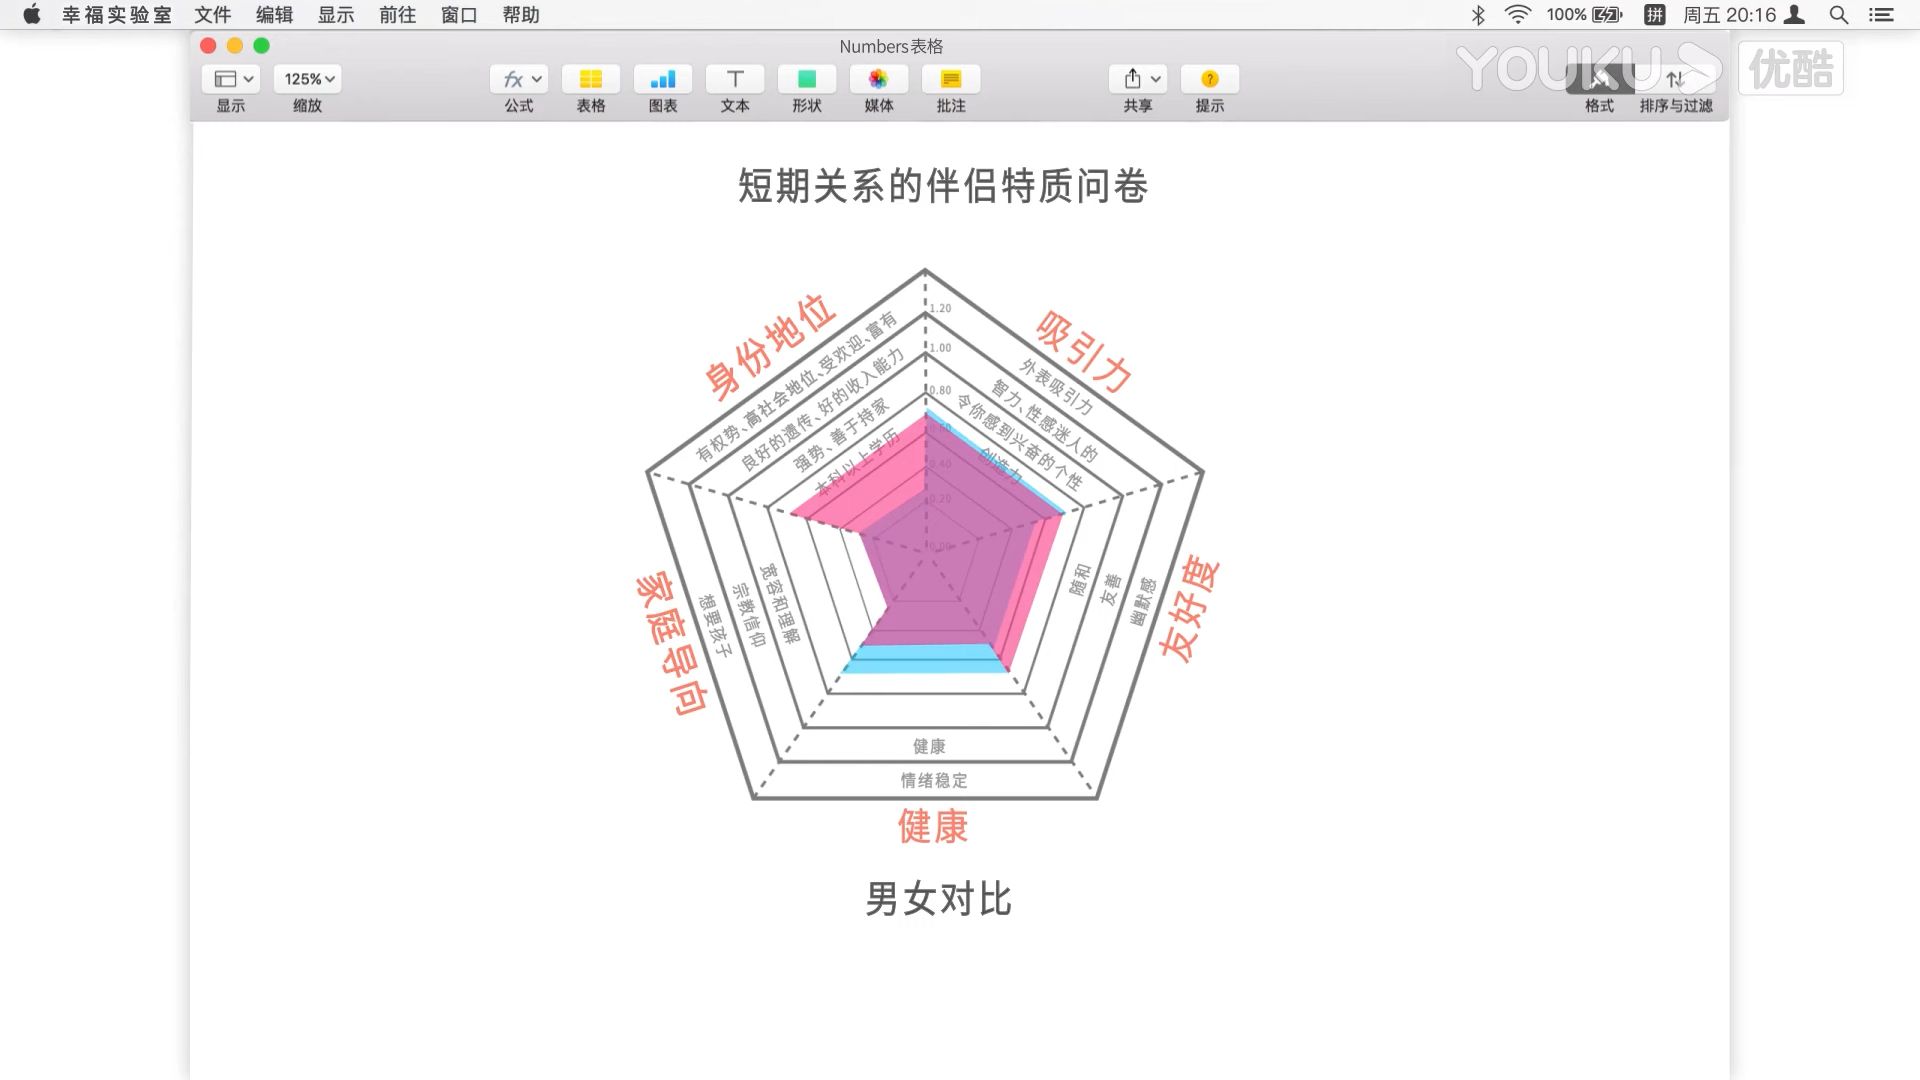 幸福实验室 文件 编辑 显示 前往 窗口 帮助 100% 拼 周五 20:16
Numbers表格
YOUKU 优酷
125%
显示 缩放 公式 表格 图表 文本 形状 媒体 批注 共享 提示 格式 排序与过滤
短期关系的伴侣特质问卷
身份地位
有权势、高社会地位、受欢迎、富有
良好的遗传、好的收入能力
强势、善于持家
本科以上学历
吸引力
外表吸引力
智力、性感迷人的
令你感到兴奋的个性
创造力
1.20
1.00
0.80
0.60
0.40
0.20
0.00
家庭导向
想要孩子
宗教信仰
宽容和理解
随和
友善
幽默感
友好度
健康
情绪稳定
健康
男女对比